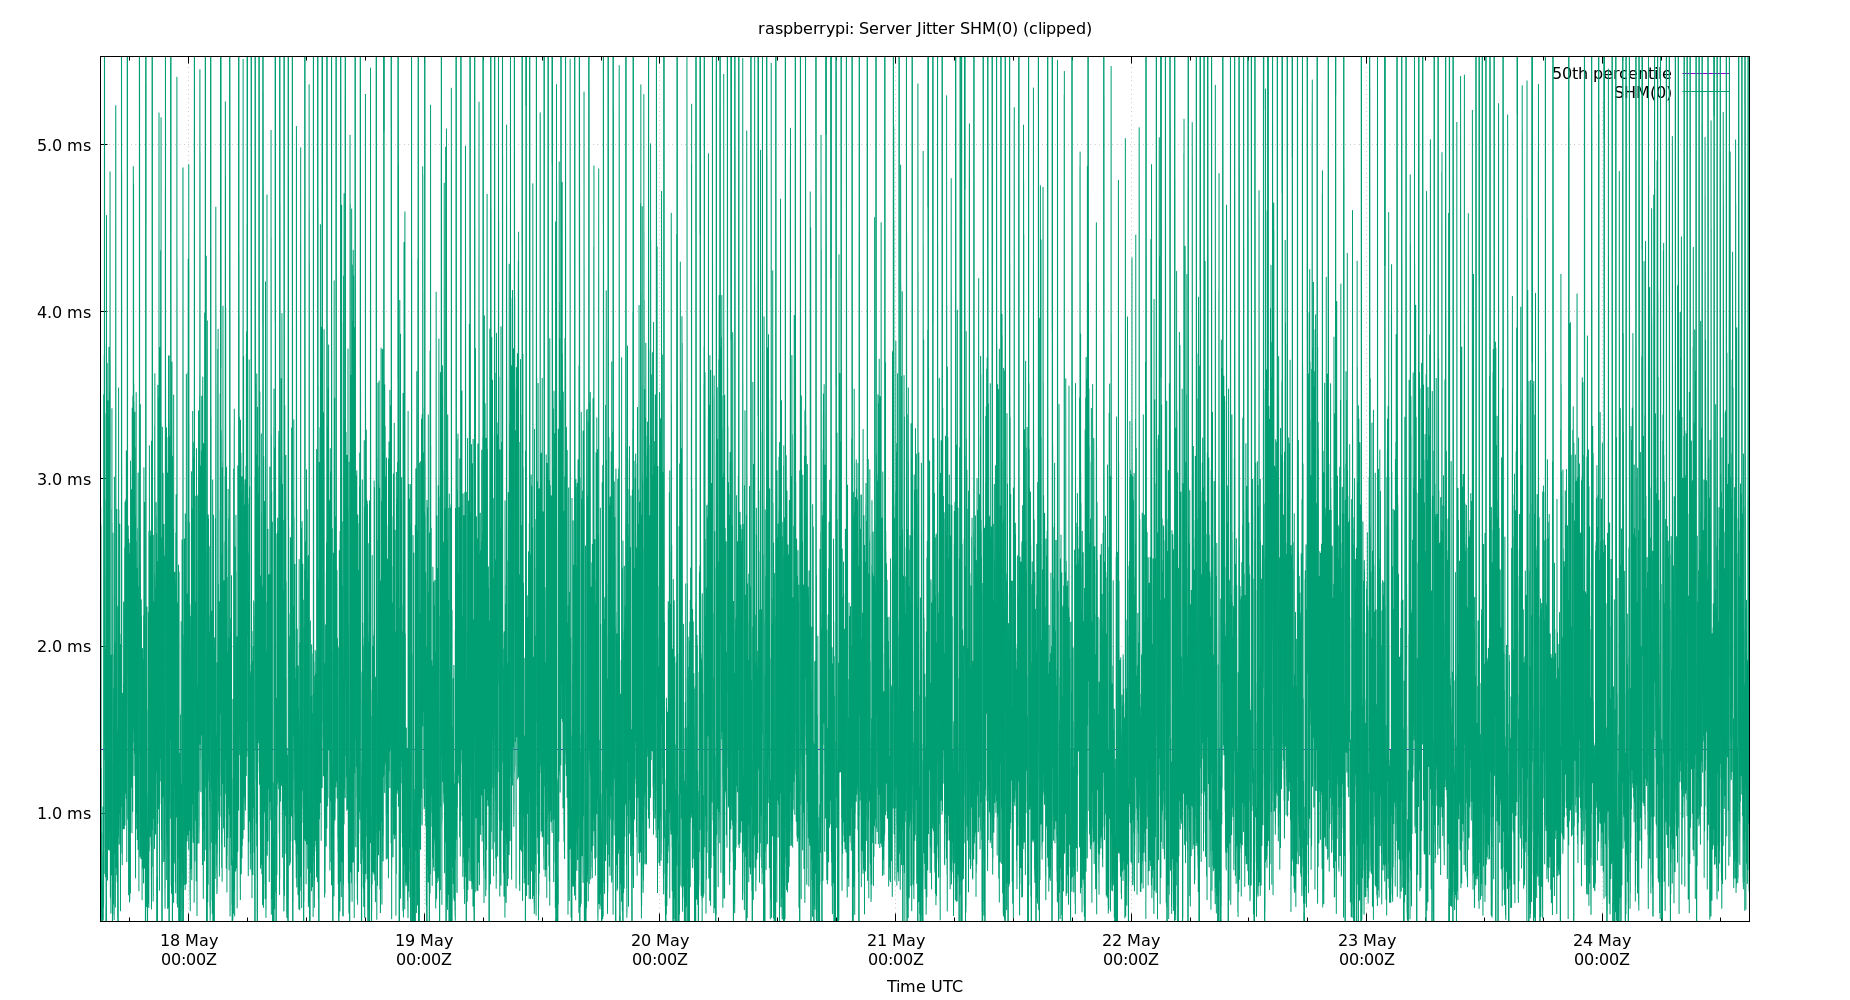 raspberrypi: Server Jitter SHM(0) (clipped)
50th percentile
SHM(0)
5.0 ms
4.0 ms
3.0 ms
2.0 ms
1.0 ms
18 May 19 May 20 May 21 May 22 May 23 May 24 May
00:00Z 00:00Z 00:00Z 00:00Z 00:00Z 00:00Z 00:00Z
Time UTC